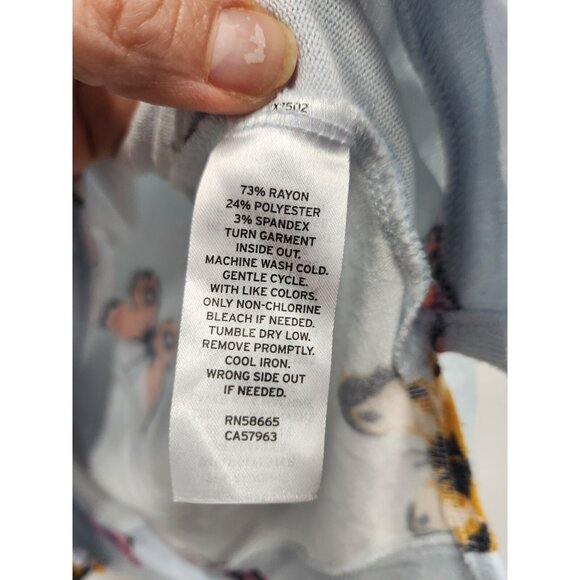 73% RAYON
24% POLYESTER
3% SPANDEX
TURN GARMENT
INSIDE OUT.
MACHINE WASH COLD.
GENTLE CYCLE.
WITH LIKE COLORS.
ONLY NON-CHLORINE
BLEACH IF NEEDED.
TUMBLE DRY LOW.
REMOVE PROMPTLY.
COOL IRON.
WRONG SIDE OUT
IF NEEDED.
RN58665
CA57963